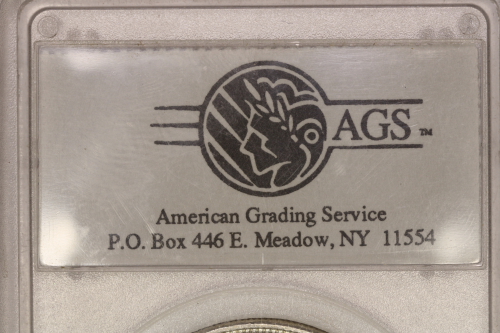 AGS™
American Grading Service
P.O. Box 446 E. Meadow, NY 11554